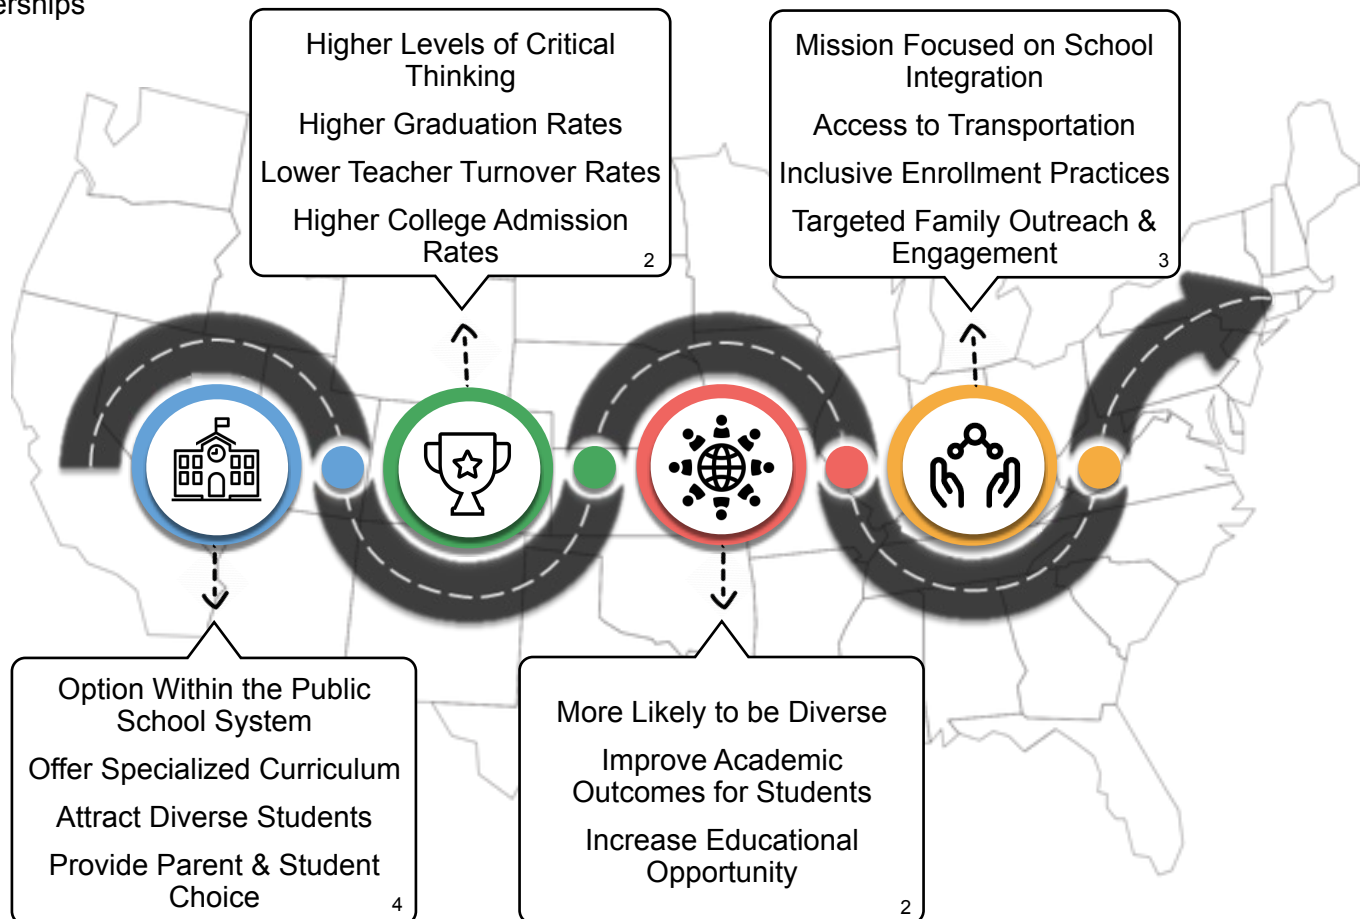 erships
Higher Levels of Critical
Thinking
Higher Graduation Rates
Lower Teacher Turnover Rates
Higher College Admission
Rates
2
Mission Focused on School
Integration
Access to Transportation
Inclusive Enrollment Practices
Targeted Family Outreach &
Engagement
3
Option Within the Public
School System
Offer Specialized Curriculum
Attract Diverse Students
Provide Parent & Student
Choice
4
More Likely to be Diverse
Improve Academic
Outcomes for Students
Increase Educational
Opportunity
2